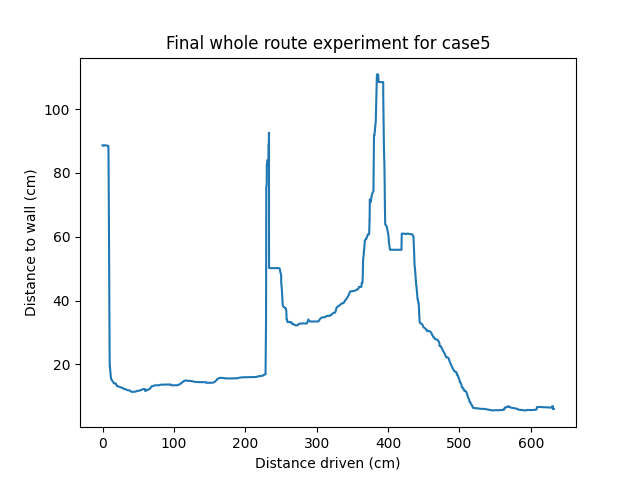 Final whole route experiment for case5
Distance to wall (cm)
100
80
60
40
20
0 100 200 300 400 500 600
Distance driven (cm)